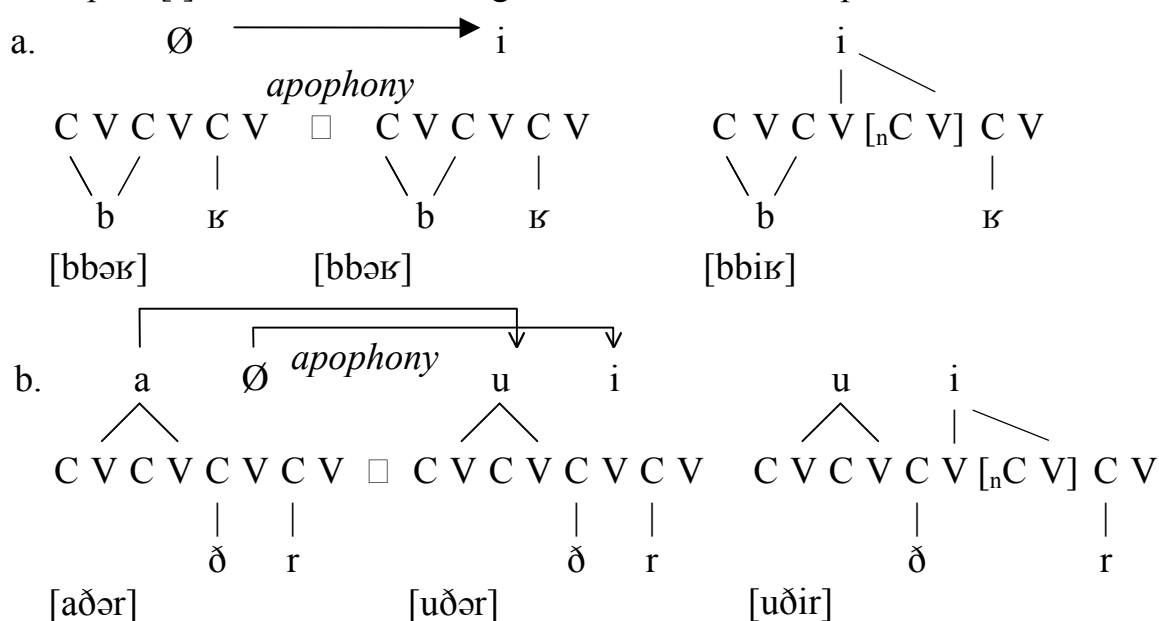 a. Ø i i
apophony
C V C V C V □ C V C V C V C V C V [nC V] C V
b ʁ b ʁ b ʁ
[bbəʁ] [bbəʁ] [bbiʁ]
apophony
b. a Ø u i u i
C V C V C V C V □ C V C V C V C V C V C V C V [nC V] C V
ð r ð r ð r
[aðər] [uðər] [uðir]